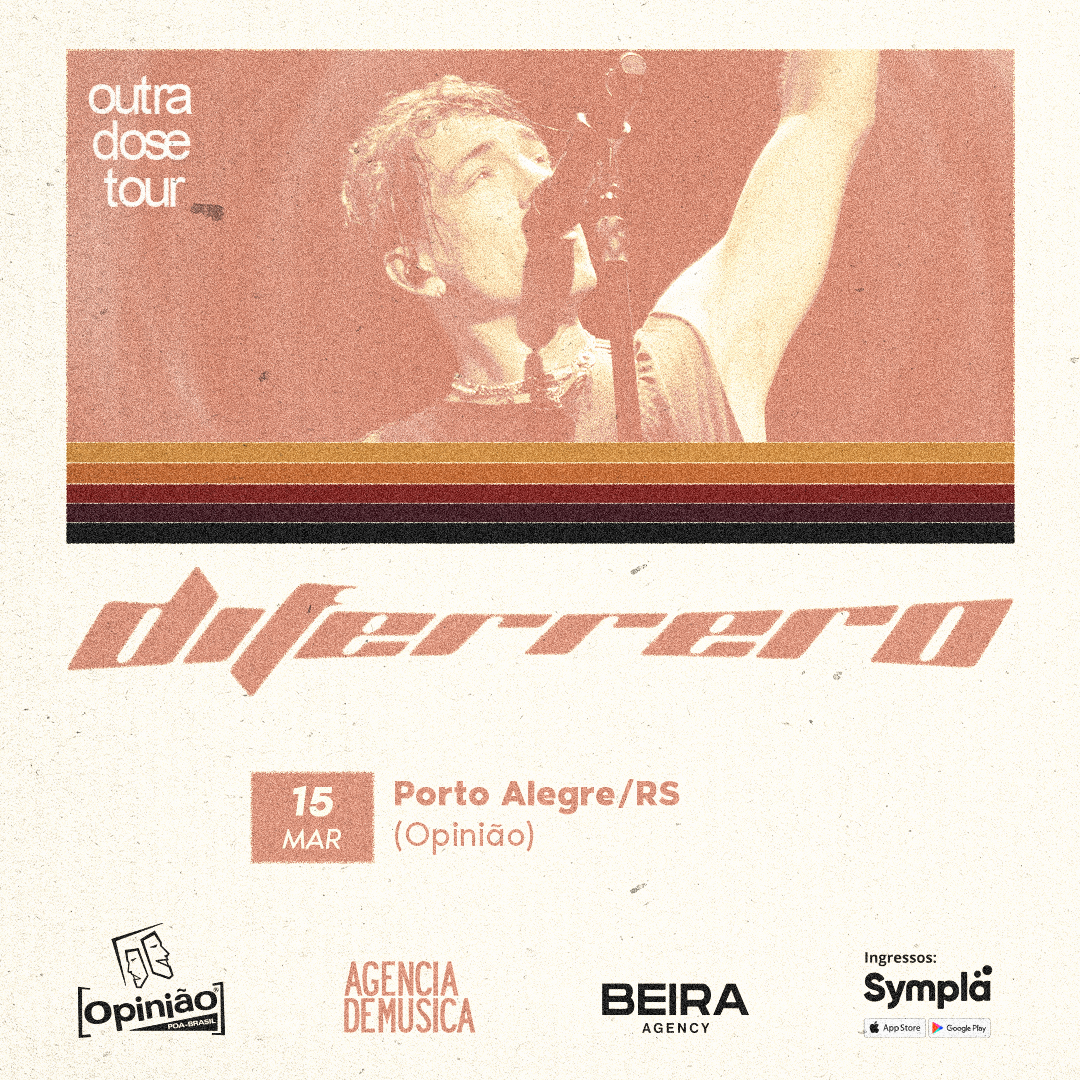 outra
dose
tour
diferrero
15
MAR
Porto Alegre/RS
(Opinião)
Opinião®
POA-BRASIL
AGENCIA
DEMUSICA
BEIRA
AGENCY
Ingressos:
Sympla
App Store
Google Play